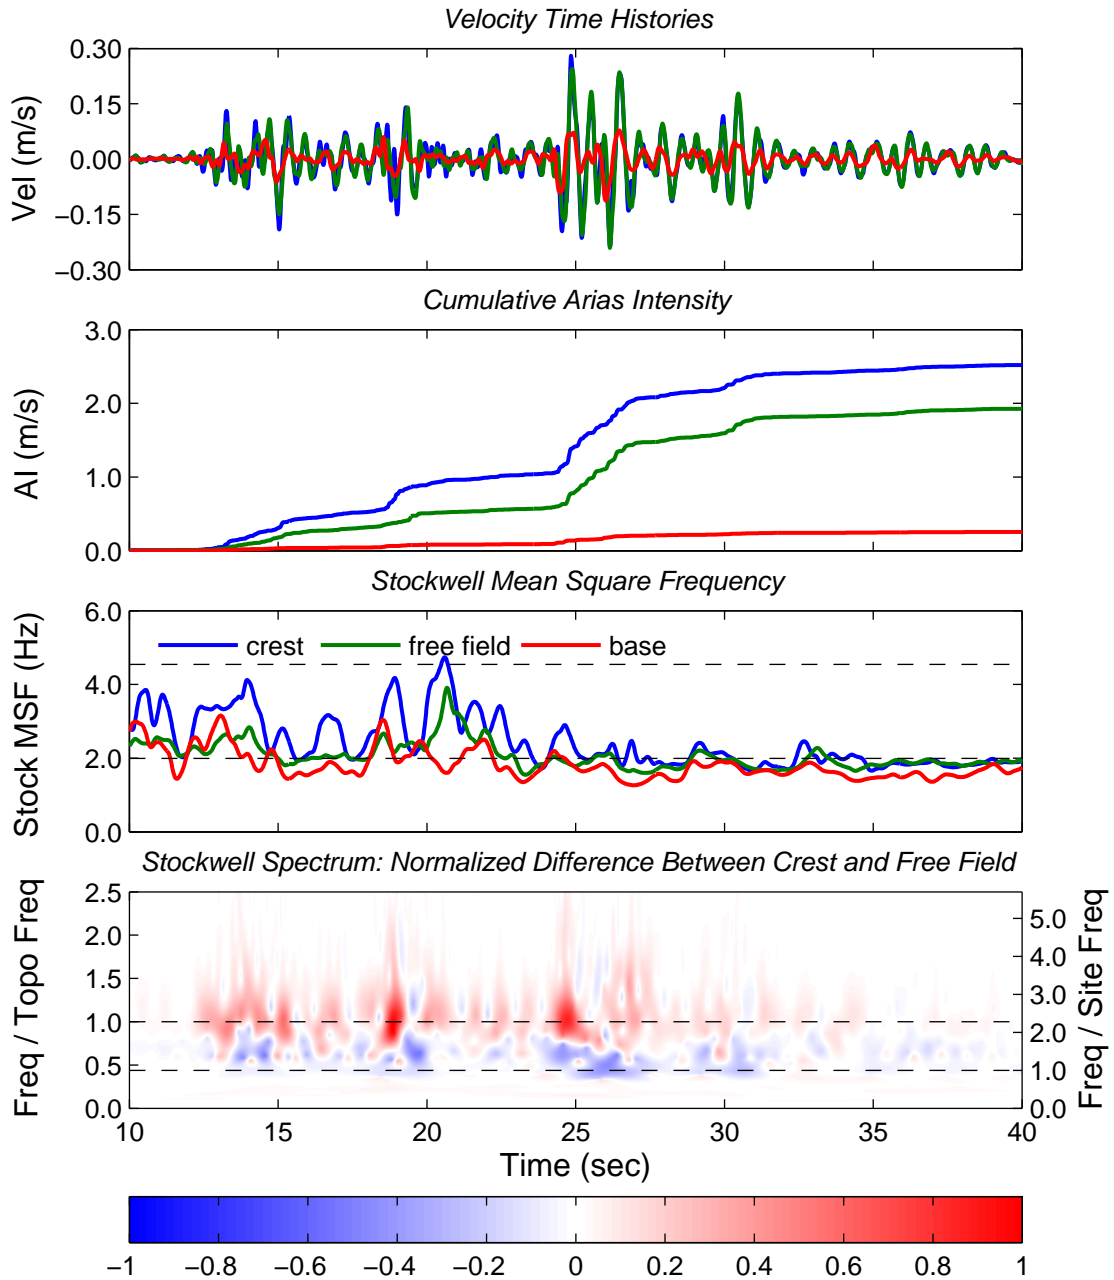 Velocity Time Histories
0.30
0.15
0.00
−0.15
−0.30
Vel (m/s)
Cumulative Arias Intensity
3.0
2.0
1.0
0.0
AI (m/s)
Stockwell Mean Square Frequency
6.0
4.0
2.0
0.0
Stock MSF (Hz)
crest free field base
Stockwell Spectrum: Normalized Difference Between Crest and Free Field
2.5
2.0
1.5
1.0
0.5
0.0
Freq / Topo Freq
5.0
4.0
3.0
2.0
1.0
0.0
Freq / Site Freq
10 15 20 25 30 35 40
Time (sec)
−1 −0.8 −0.6 −0.4 −0.2 0 0.2 0.4 0.6 0.8 1